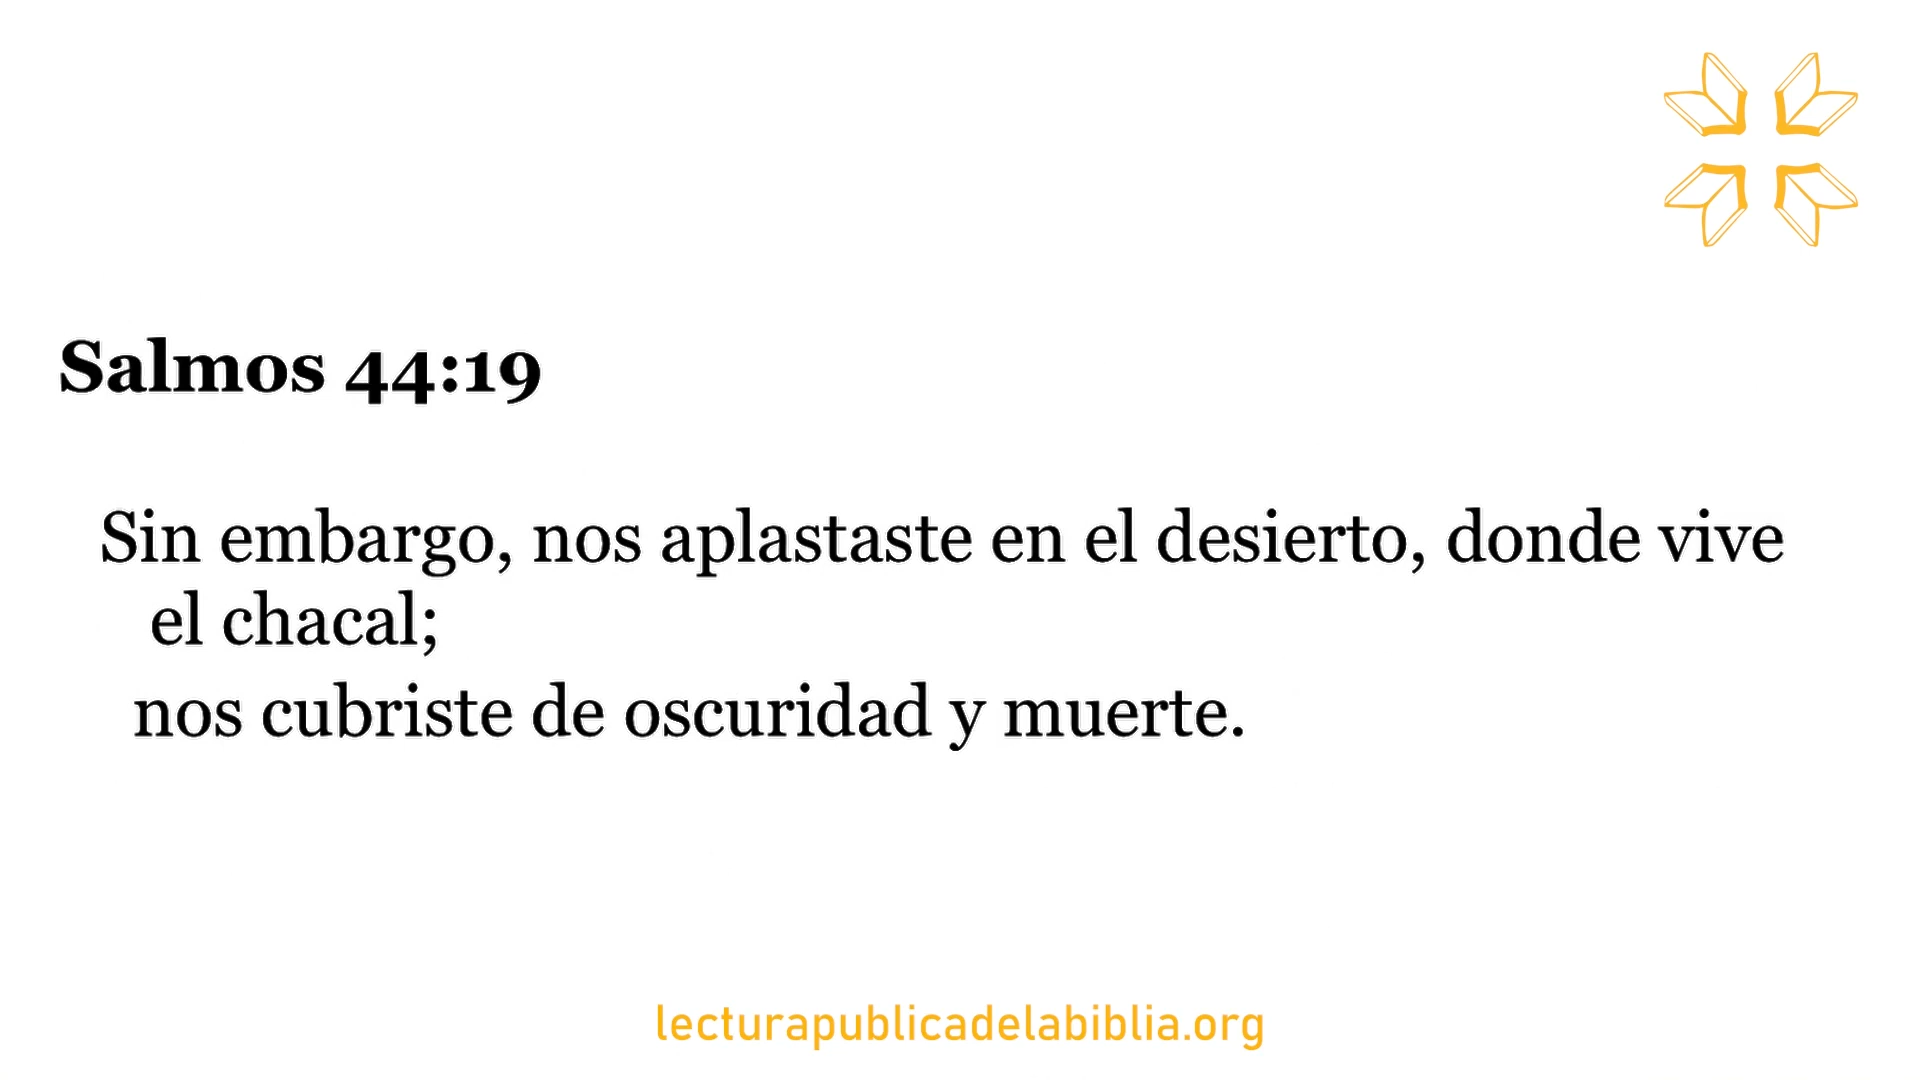 Salmos 44:19
Sin embargo, nos aplastaste en el desierto, donde vive
el chacal;
nos cubriste de oscuridad y muerte.
lecturapublicadelabiblia.org